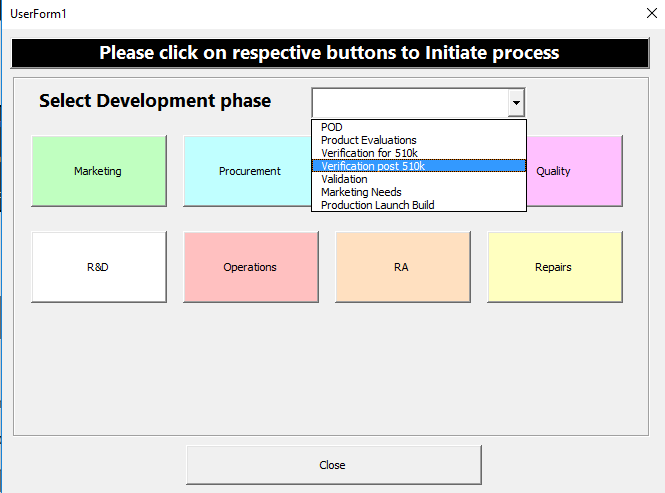 UserForm1
Please click on respective buttons to Initiate process
Select Development phase
POD
Product Evaluations
Verification for 510k
Verification post 510k
Validation
Marketing Needs
Production Launch Build
Marketing
Procurement
Quality
R&D
Operations
RA
Repairs
Close